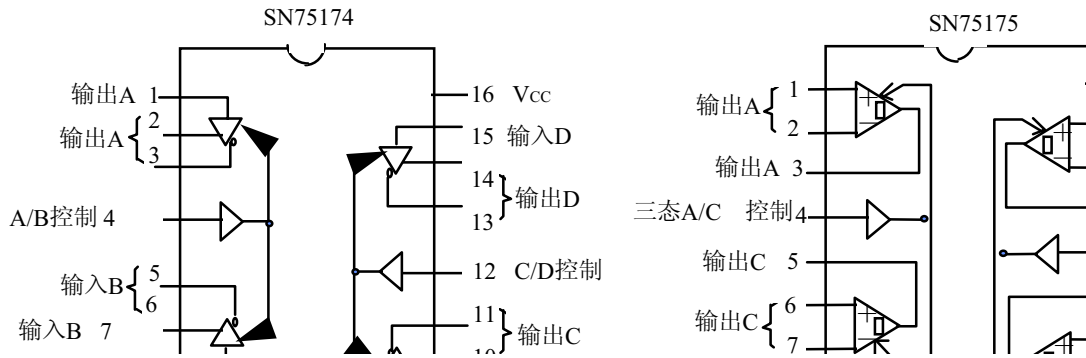 SN75174
输出A 1
输出A 2
3
A/B控制 4
输入B 5
6
输入B 7
16 Vcc
15 输入D
14
输出D
13
12 C/D控制
11
输出C
10
SN75175
输出A 1
2
输出A 3
三态A/C 控制4
输出C 5
输出C 6
7